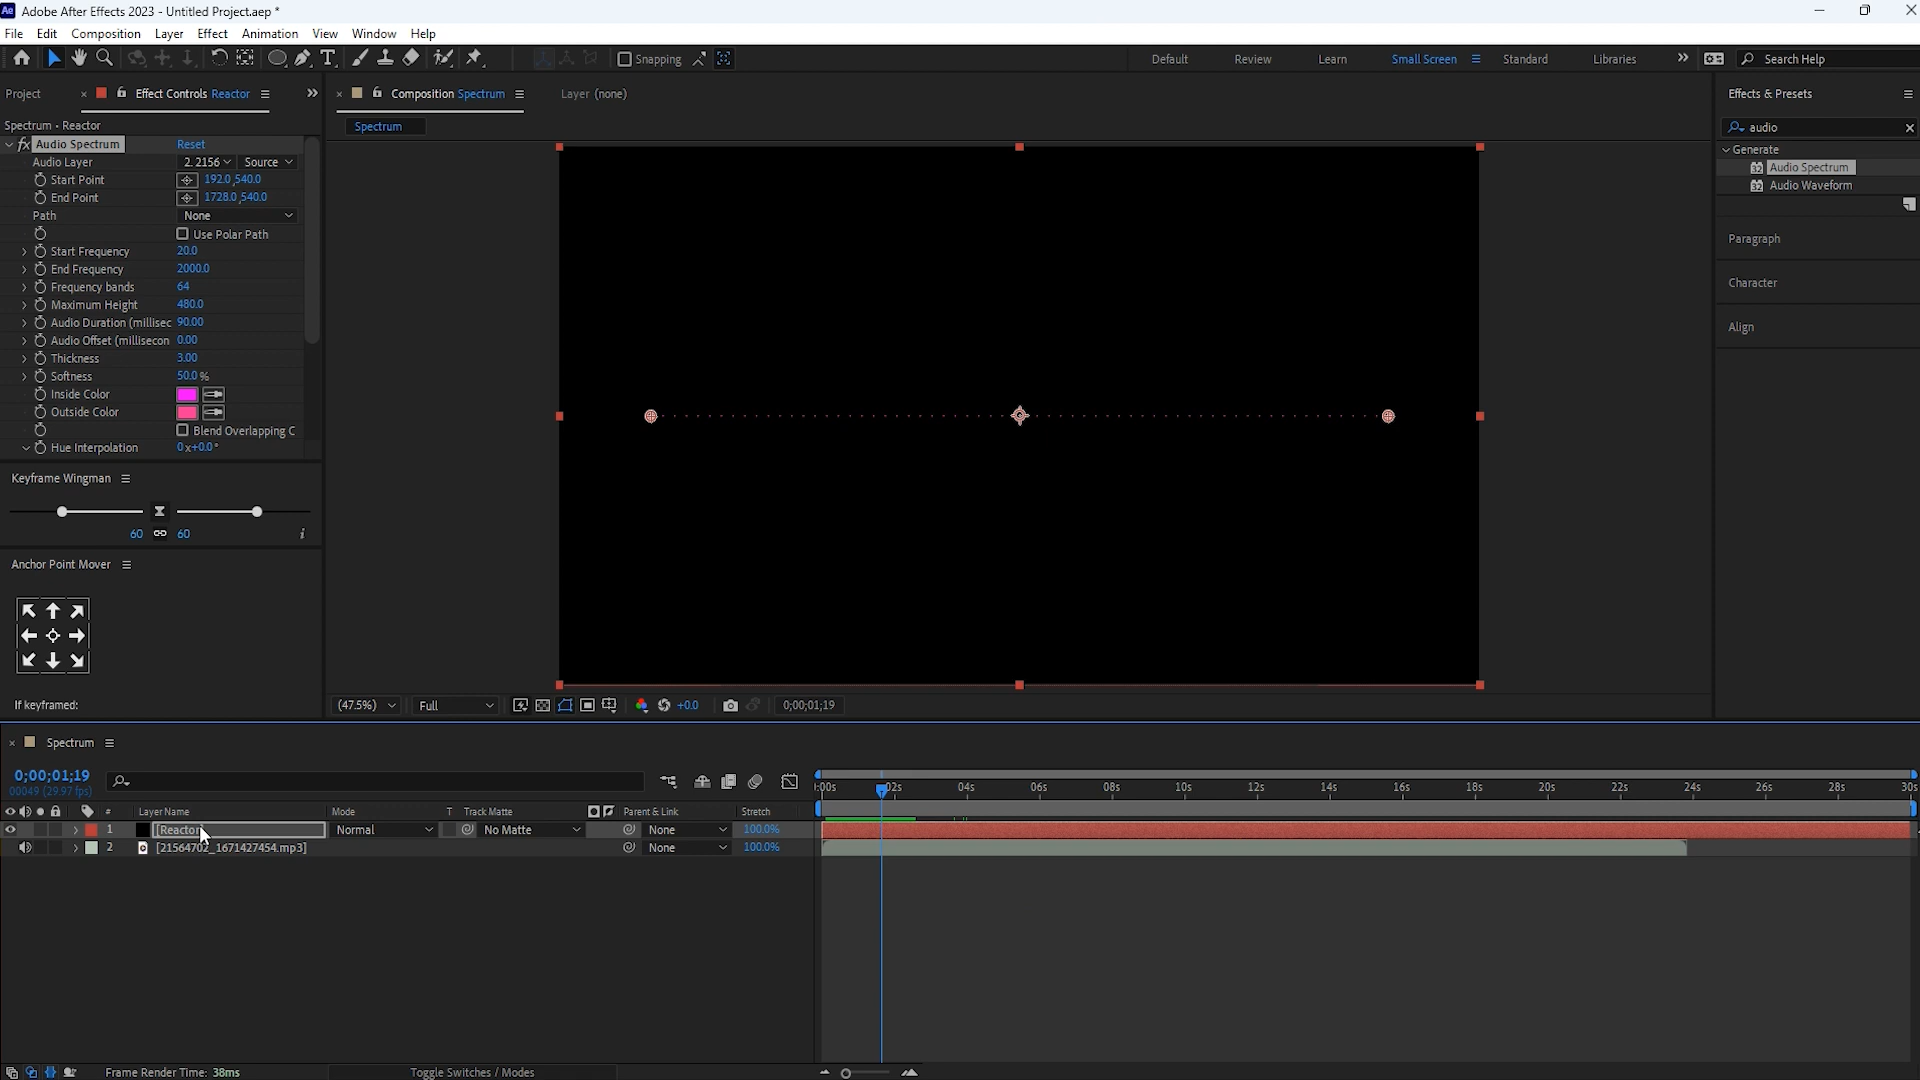 Ae Adobe After Effects 2023 - Untitled Project.aep *
File Edit Composition Layer Effect Animation View Window Help
Snapping Default Review Learn Small Screen Standard Libraries Search Help
Project × Effect Controls Reactor × Composition Spectrum Layer (none) Effects & Presets
Spectrum • Reactor
Spectrum
audio
fx Audio Spectrum Reset
Generate
Audio Layer 2. 2156 Source
Audio Spectrum
Start Point 192.0,540.0
Audio Waveform
End Point 1728.0,540.0
Path None
Use Polar Path
Paragraph
Start Frequency 20.0
End Frequency 2000.0
Frequency bands 64
Character
Maximum Height 480.0
Audio Duration (millisec 90.00
Align
Audio Offset (millisecon 0.00
Thickness 3.00
Softness 50.0 %
Inside Color
Outside Color
Blend Overlapping C
Hue Interpolation 0x+0.0°
Keyframe Wingman
60 60 i
Anchor Point Mover
If keyframed:
(47.5%) Full +0.0 0;00;01;19
× Spectrum
0;00;01;19
00049 (29.97 fps)
:00s 02s 04s 06s 08s 10s 12s 14s 16s 18s 20s 22s 24s 26s 28s 30s
# Layer Name Mode T Track Matte Parent & Link Stretch
1 [Reactor] Normal No Matte None 100.0%
2 [21564702_1671427454.mp3] None 100.0%
Frame Render Time: 38ms Toggle Switches / Modes